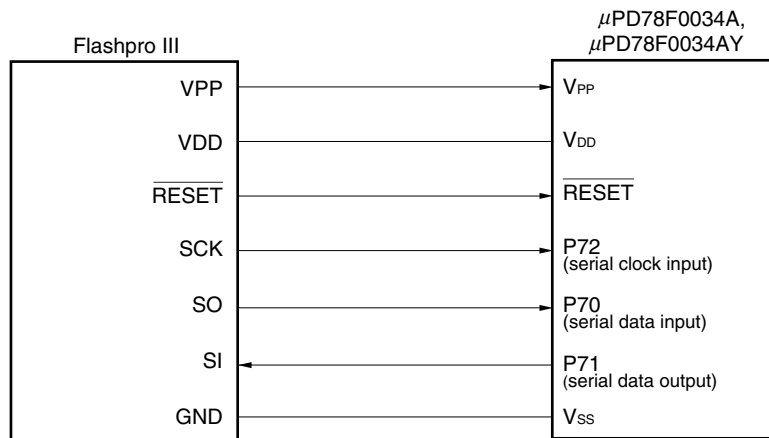 μPD78F0034A,
μPD78F0034AY
Flashpro III
VPP VPP
VDD VDD
RESET RESET
SCK P72
(serial clock input)
SO P70
(serial data input)
SI P71
(serial data output)
GND VSS